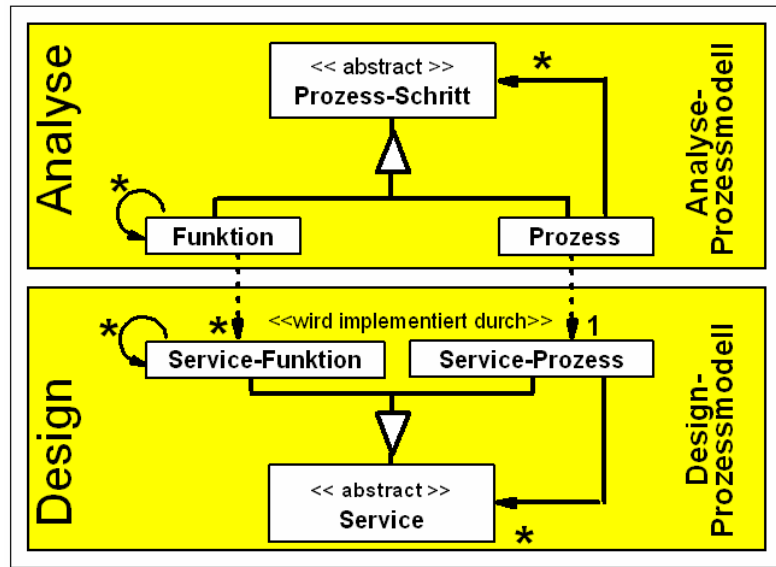 Analyse
<< abstract >>
Prozess-Schritt
*
Analyse-
Prozessmodell
*
Funktion
Prozess
Design
*
*
<<wird implementiert durch>>
1
Service-Funktion
Service-Prozess
Design-
Prozessmodell
<< abstract >>
Service
*